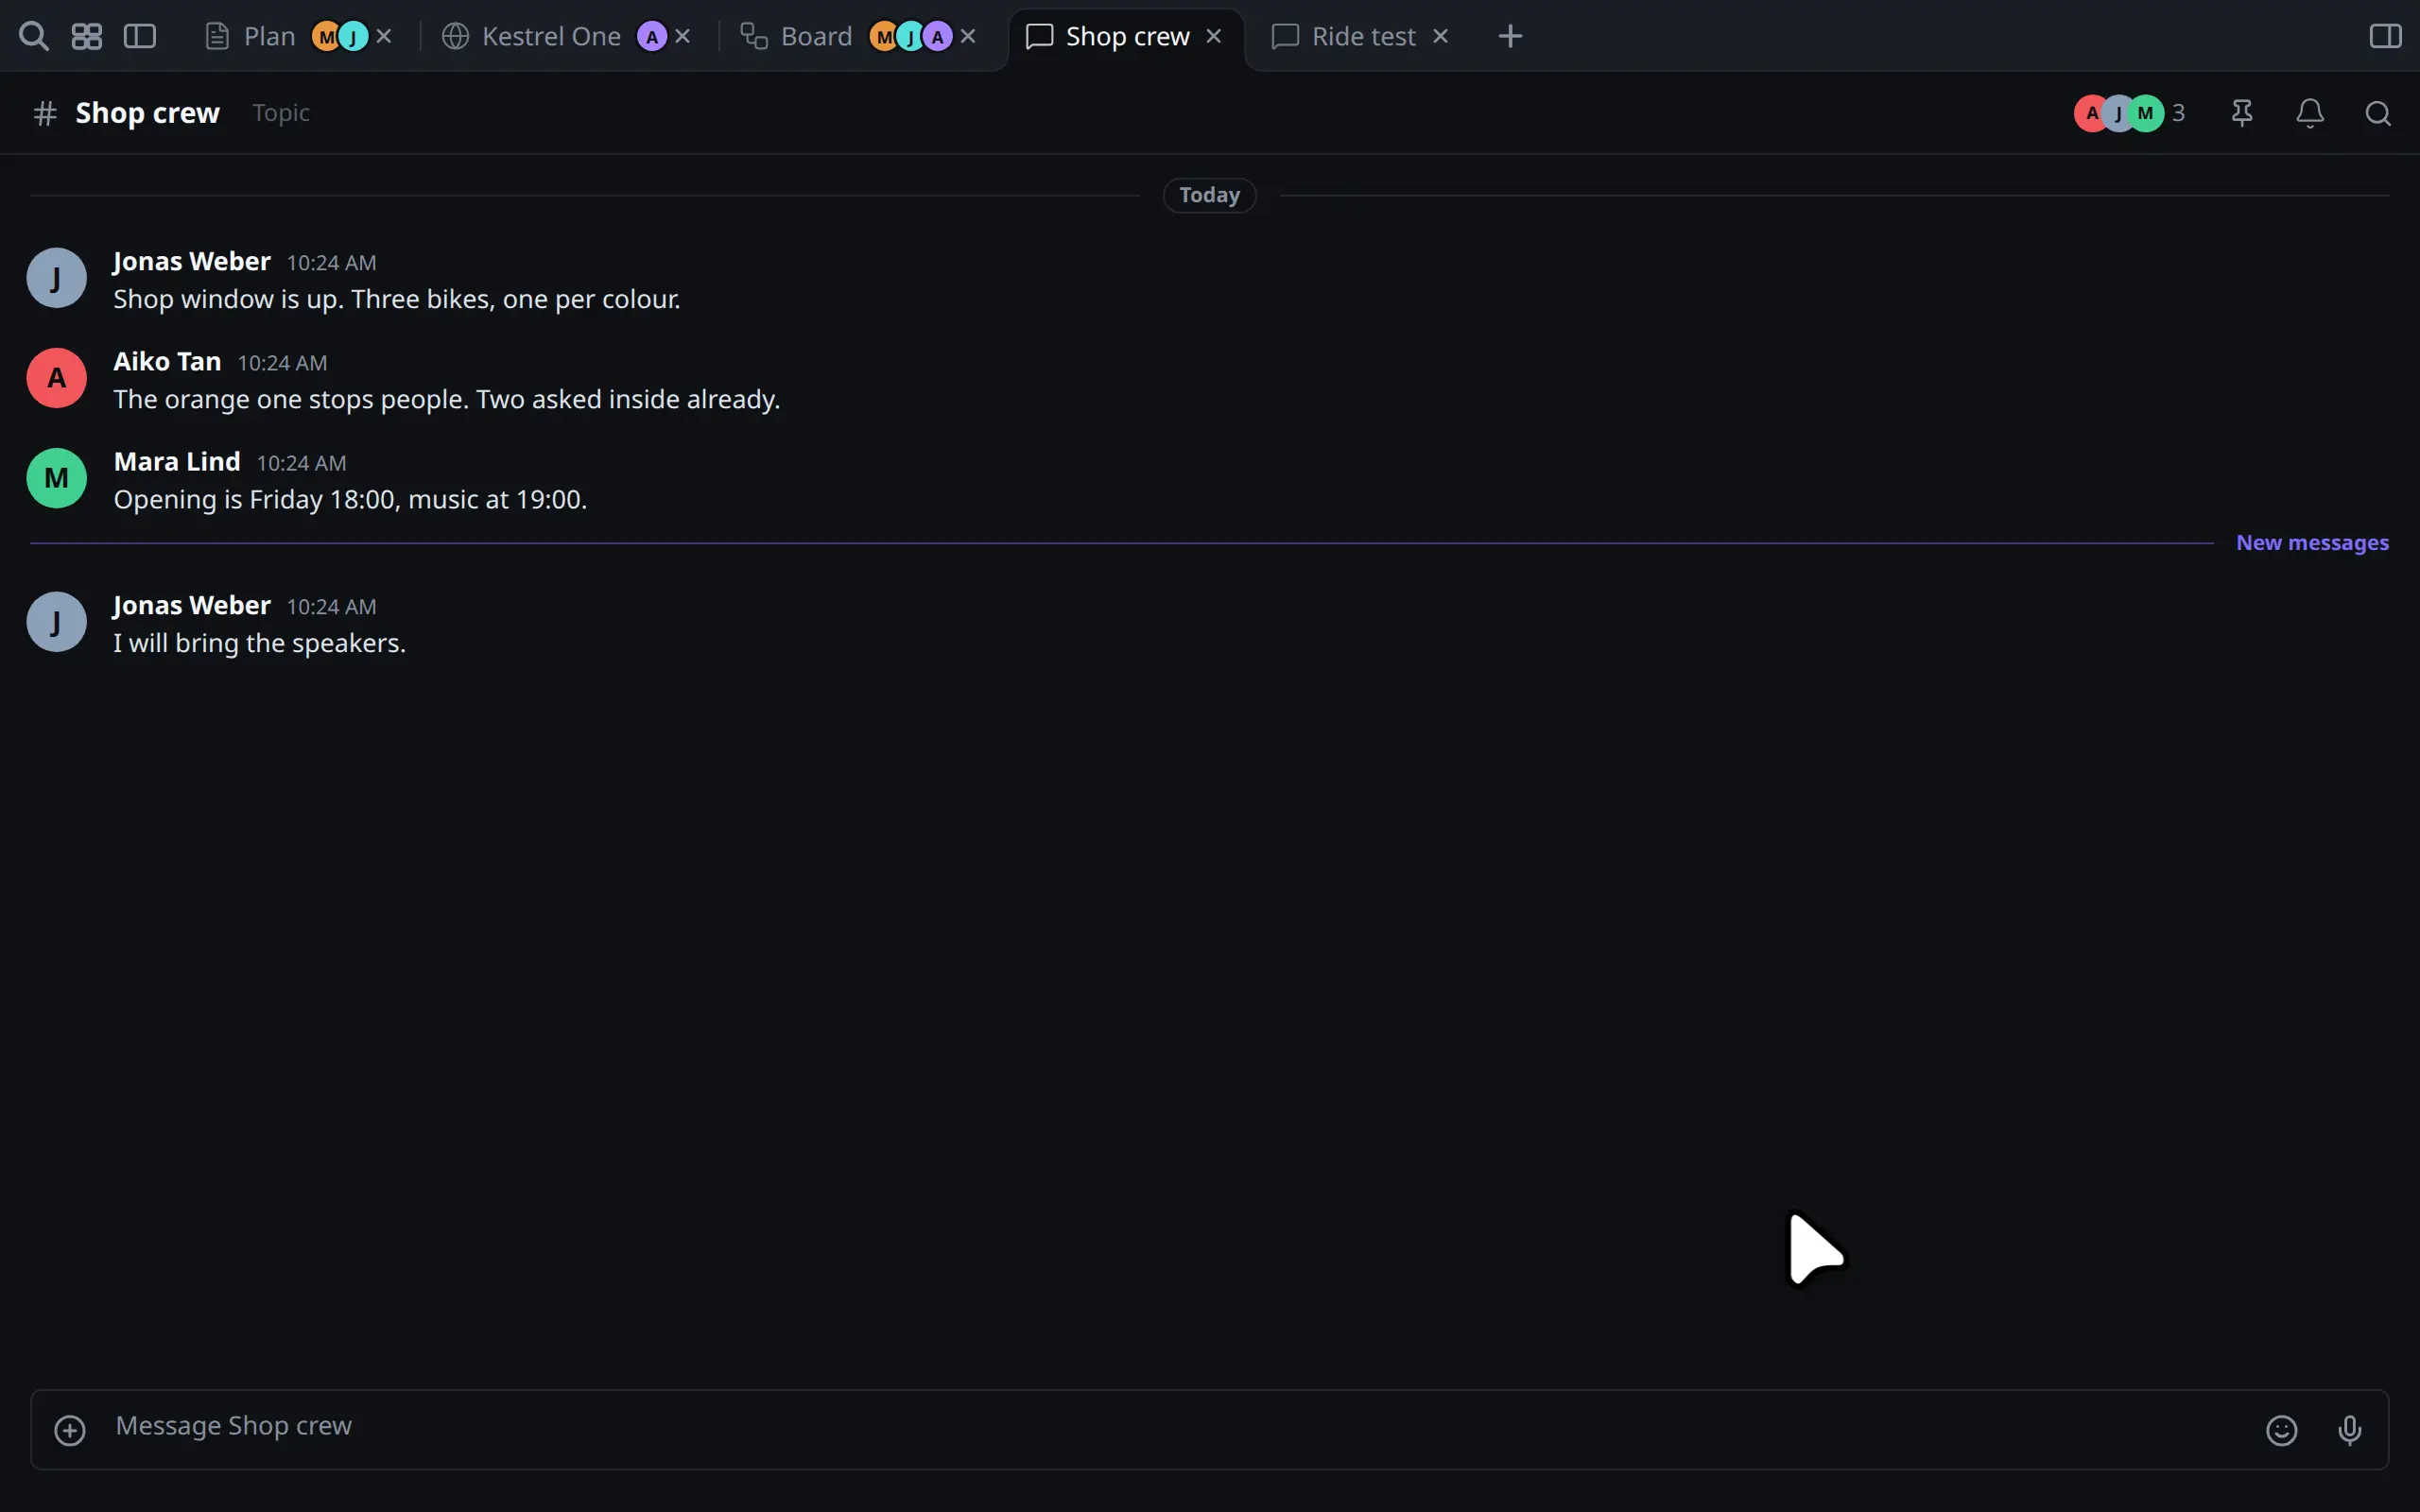 Plan M J
Kestrel One A
Board M J A
Shop crew
Ride test
# Shop crew Topic
A J M 3
Today
J
Jonas Weber 10:24 AM
Shop window is up. Three bikes, one per colour.
A
Aiko Tan 10:24 AM
The orange one stops people. Two asked inside already.
M
Mara Lind 10:24 AM
Opening is Friday 18:00, music at 19:00.
New messages
J
Jonas Weber 10:24 AM
I will bring the speakers.
Message Shop crew